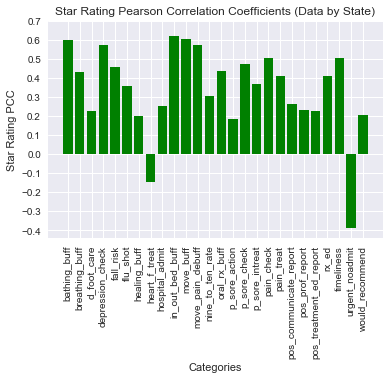 Star Rating Pearson Correlation Coefficients (Data by State)
0.7
0.6
0.5
0.4
0.3
0.2
0.1
0.0
−0.1
−0.2
−0.3
−0.4
Star Rating PCC
bathing_buff
breathing_buff
d_foot_care
depression_check
fall_risk
flu_shot
healing_buff
heart_f_treat
hospital_admit
in_out_bed_buff
move_buff
move_pain_debuff
nine_to_ten_rate
oral_rx_buff
p_sore_action
p_sore_check
p_sore_intreat
pain_check
pain_treat
pos_communicate_report
pos_prof_report
pos_treatment_ed_report
rx_ed
timeliness
urgent_noadmit
would_recommend
Categories